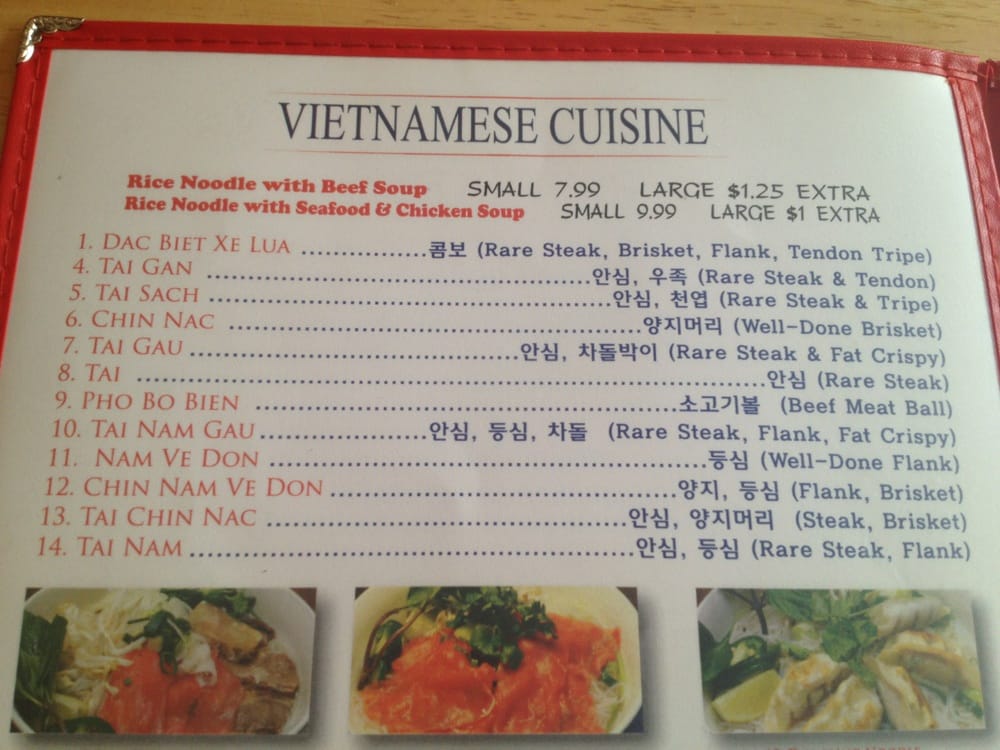 VIETNAMESE CUISINE
Rice Noodle with Beef Soup SMALL 7.99 LARGE $1.25 EXTRA
Rice Noodle with Seafood & Chicken Soup SMALL 9.99 LARGE $1 EXTRA
1. DAC BIET XE LUA ................콤보 (Rare Steak, Brisket, Flank, Tendon Tripe)
4. TAI GAN ................안심, 우족 (Rare Steak & Tendon)
5. TAI SACH ................안심, 천엽 (Rare Steak & Tripe)
6. CHIN NAC ................양지머리 (Well-Done Brisket)
7. TAI GAU ................안심, 차돌박이 (Rare Steak & Fat Crispy)
8. TAI ................안심 (Rare Steak)
9. PHO BO BIEN ................소고기볼 (Beef Meat Ball)
10. TAI NAM GAU ................안심, 등심, 차돌 (Rare Steak, Flank, Fat Crispy)
11. NAM VE DON ................등심 (Well-Done Flank)
12. CHIN NAM VE DON ................양지, 등심 (Flank, Brisket)
13. TAI CHIN NAC ................안심, 양지머리 (Steak, Brisket)
14. TAI NAM ................안심, 등심 (Rare Steak, Flank)